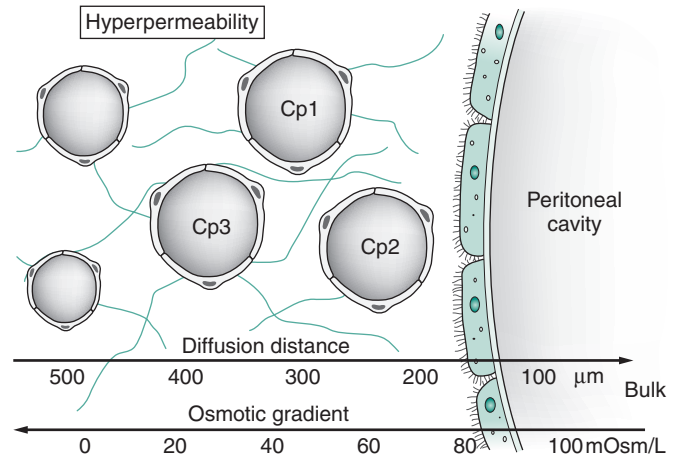 Hyperpermeability
Cp1
Cp3
Cp2
Peritoneal
cavity
Diffusion distance
500 400 300 200 100 μm
Bulk
Osmotic gradient
0 20 40 60 80 100 mOsm/L